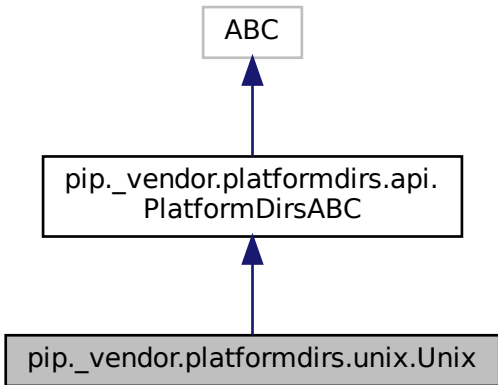 ABC
pip._vendor.platformdirs.api.
PlatformDirsABC
pip._vendor.platformdirs.unix.Unix